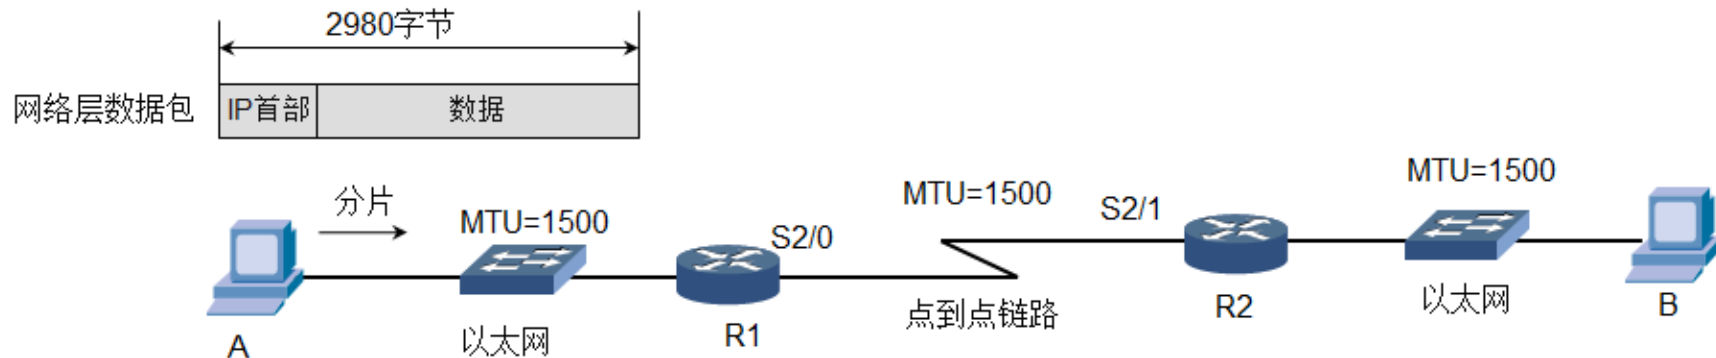 2980字节
网络层数据包
IP首部
数据
分片
MTU=1500
S2/0
MTU=1500
S2/1
MTU=1500
A
以太网
R1
点到点链路
R2
以太网
B